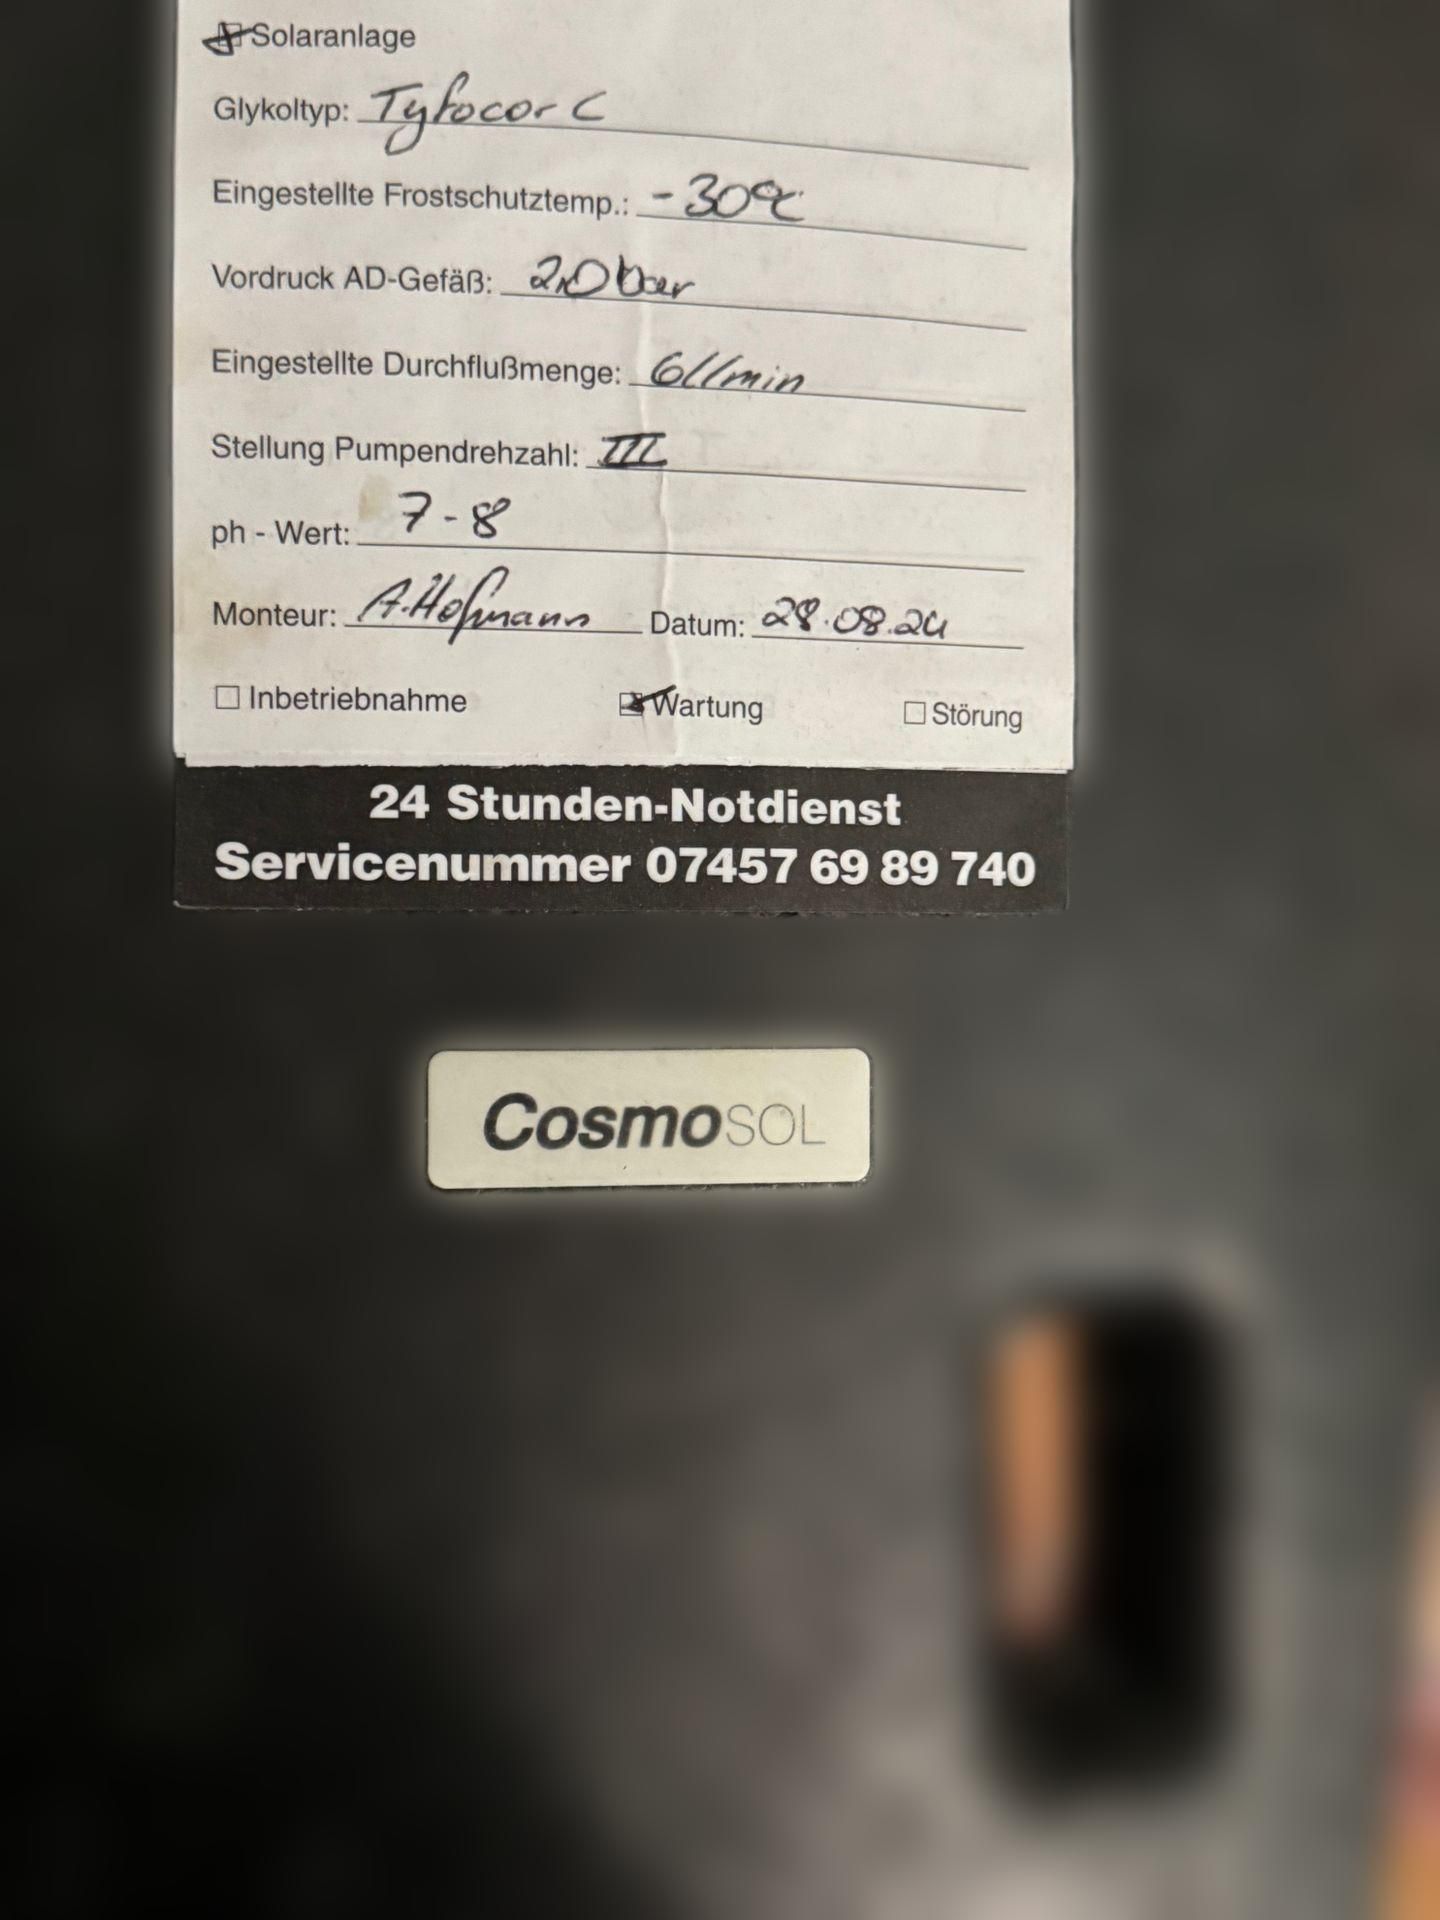 Solaranlage
Glykoltyp: Tyfocor C
Eingestellte Frostschutztemp.: -30°C
Vordruck AD-Gefäß: 2,0 bar
Eingestellte Durchflußmenge: 6l/min
Stellung Pumpendrehzahl: III
ph - Wert: 7-8
Monteur: A.Hofmann Datum: 28.08.24
Inbetriebnahme Wartung Störung
24 Stunden-Notdienst
Servicenummer 07457 69 89 740
CosmoSOL